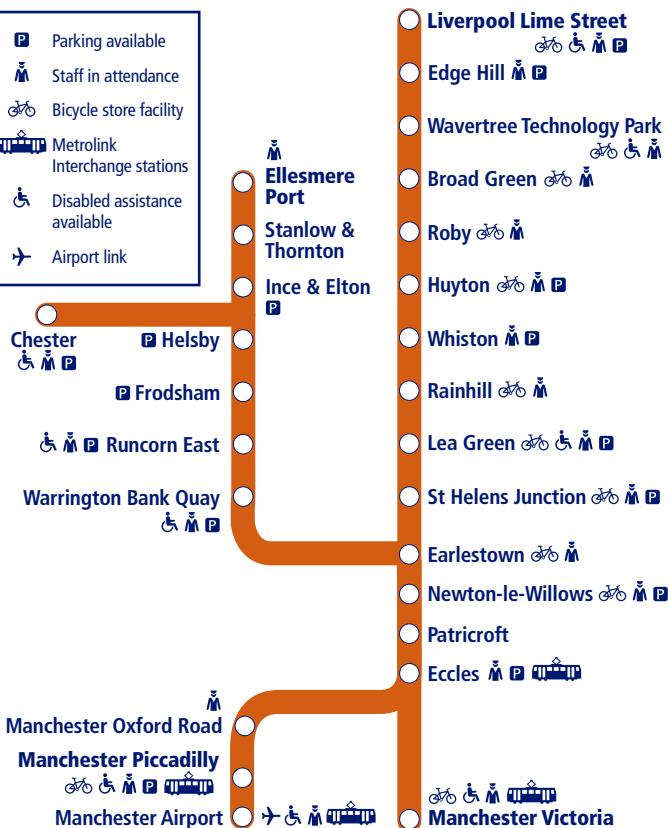 P Parking available
Staff in attendance
Bicycle store facility
Metrolink
Interchange stations
Disabled assistance
available
Airport link
Liverpool Lime Street
P
Edge Hill P
Wavertree Technology Park
Broad Green
Roby
Huyton P
Whiston P
Rainhill
Lea Green P
St Helens Junction P
Earlestown
Newton-le-Willows P
Patricroft
Eccles P
Manchester Victoria
Ellesmere
Port
Stanlow &
Thornton
Ince & Elton
P
Chester
P
P Helsby
P Frodsham
P Runcorn East
Warrington Bank Quay
P
Manchester Oxford Road
Manchester Piccadilly
P
Manchester Airport